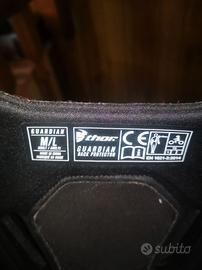 GUARDIAN
M/L
thor
GUARDIAN
BACK PROTECTOR
CE
EN 1621-2:2014
subito